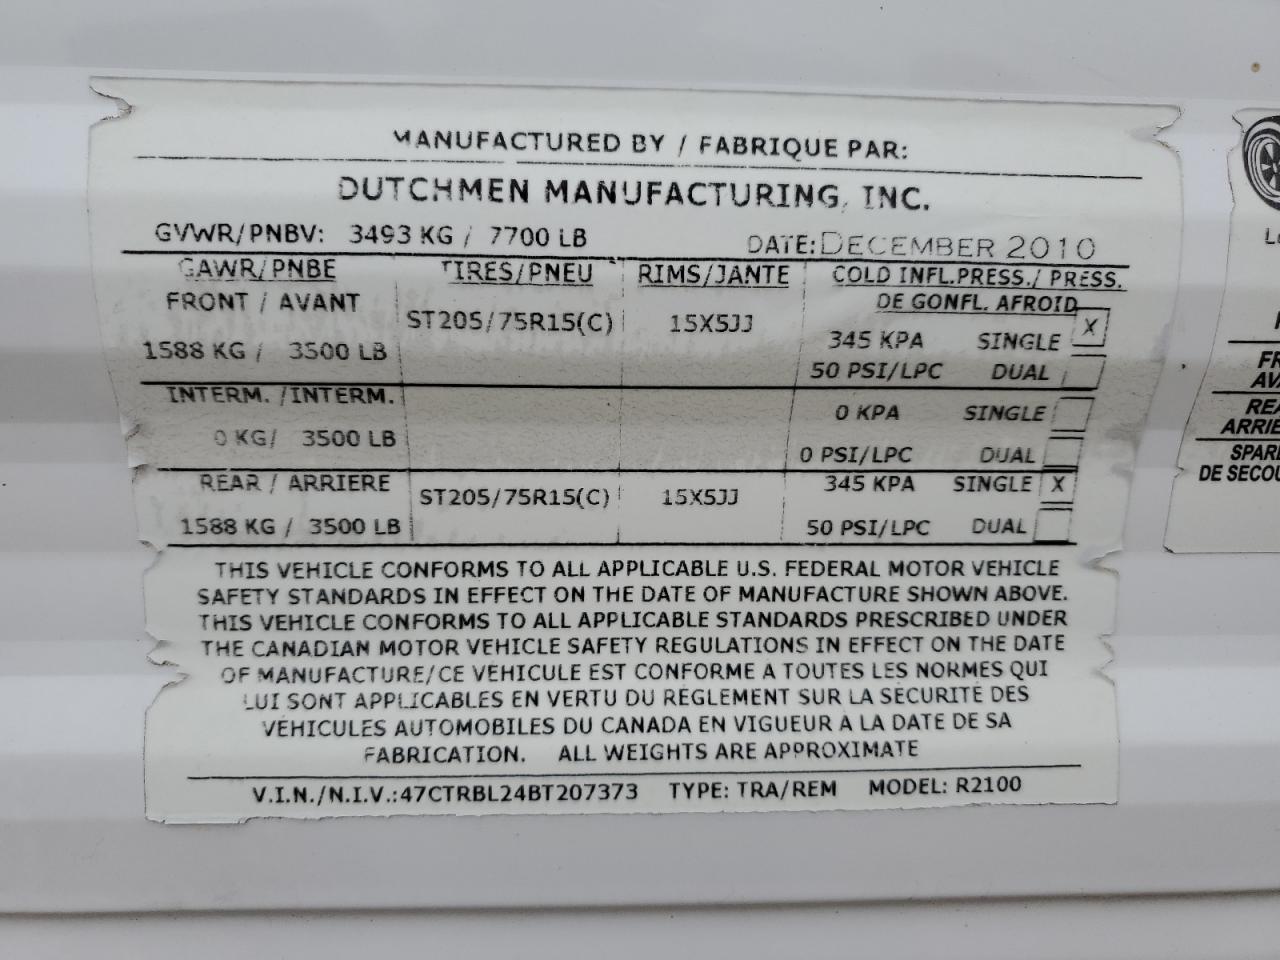 MANUFACTURED BY / FABRIQUE PAR:
DUTCHMEN MANUFACTURING, INC.
GVWR/PNBV: 3493 KG / 7700 LB DATE: DECEMBER 2010
GAWR/PNBE TIRES/PNEU RIMS/JANTE COLD INFL.PRESS./ PRESS.
FRONT / AVANT DE GONFL. AFROID
ST205/75R15(C) 15X5JJ 345 KPA SINGLE X
1588 KG / 3500 LB 50 PSI/LPC DUAL
INTERM. /INTERM. 0 KPA SINGLE
0 KG/ 3500 LB 0 PSI/LPC DUAL
REAR / ARRIERE ST205/75R15(C) 15X5JJ 345 KPA SINGLE X
1588 KG / 3500 LB 50 PSI/LPC DUAL
THIS VEHICLE CONFORMS TO ALL APPLICABLE U.S. FEDERAL MOTOR VEHICLE
SAFETY STANDARDS IN EFFECT ON THE DATE OF MANUFACTURE SHOWN ABOVE.
THIS VEHICLE CONFORMS TO ALL APPLICABLE STANDARDS PRESCRIBED UNDER
THE CANADIAN MOTOR VEHICLE SAFETY REGULATIONS IN EFFECT ON THE DATE
OF MANUFACTURE/CE VÉHICULE EST CONFORME A TOUTES LES NORMES QUI
LUI SONT APPLICABLES EN VERTU DU RÈGLEMENT SUR LA SÉCURITÉ DES
VÉHICULES AUTOMOBILES DU CANADA EN VIGUEUR À LA DATE DE SA
FABRICATION. ALL WEIGHTS ARE APPROXIMATE
V.I.N./N.I.V.:47CTRBL24BT207373 TYPE: TRA/REM MODEL: R2100
FR
AVA
REA
ARRIE
SPARE
DE SECOU